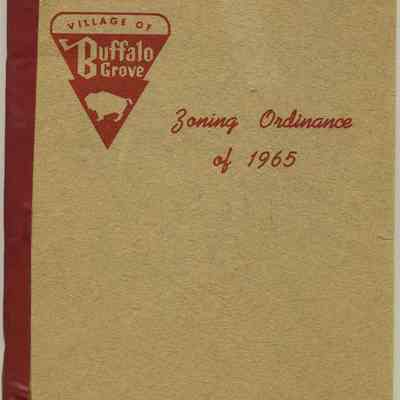 VILLAGE OF
Buffalo
Grove
Zoning Ordinance
of 1965